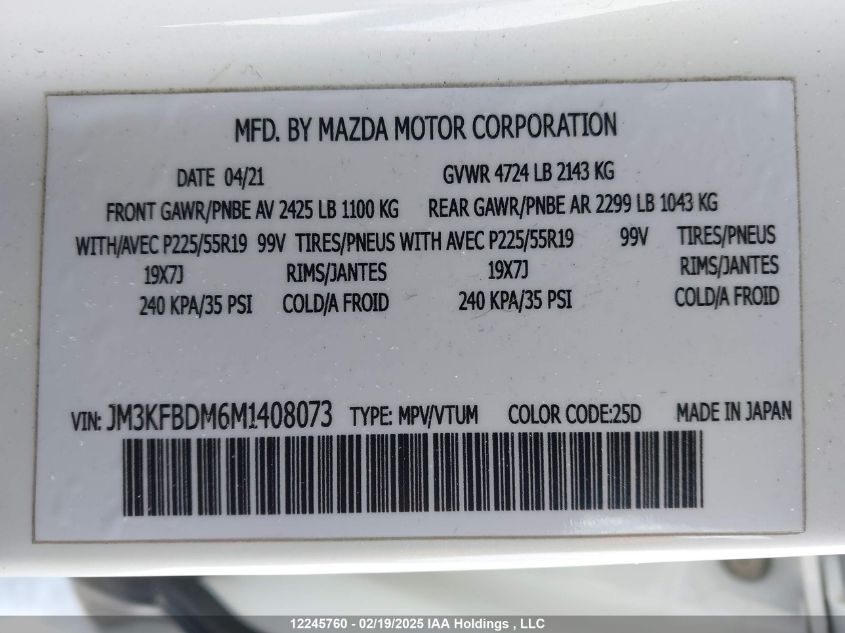 MFD. BY MAZDA MOTOR CORPORATION
DATE 04/21 GVWR 4724 LB 2143 KG
FRONT GAWR/PNBE AV 2425 LB 1100 KG REAR GAWR/PNBE AR 2299 LB 1043 KG
WITH/AVEC P225/55R19 99V TIRES/PNEUS WITH AVEC P225/55R19 99V TIRES/PNEUS
19X7J RIMS/JANTES 19X7J RIMS/JANTES
240 KPA/35 PSI COLD/A FROID 240 KPA/35 PSI COLD/A FROID
VIN: JM3KFBDM6M1408073 TYPE: MPV/VTUM COLOR CODE:25D MADE IN JAPAN
12245760 - 02/19/2025 IAA Holdings , LLC